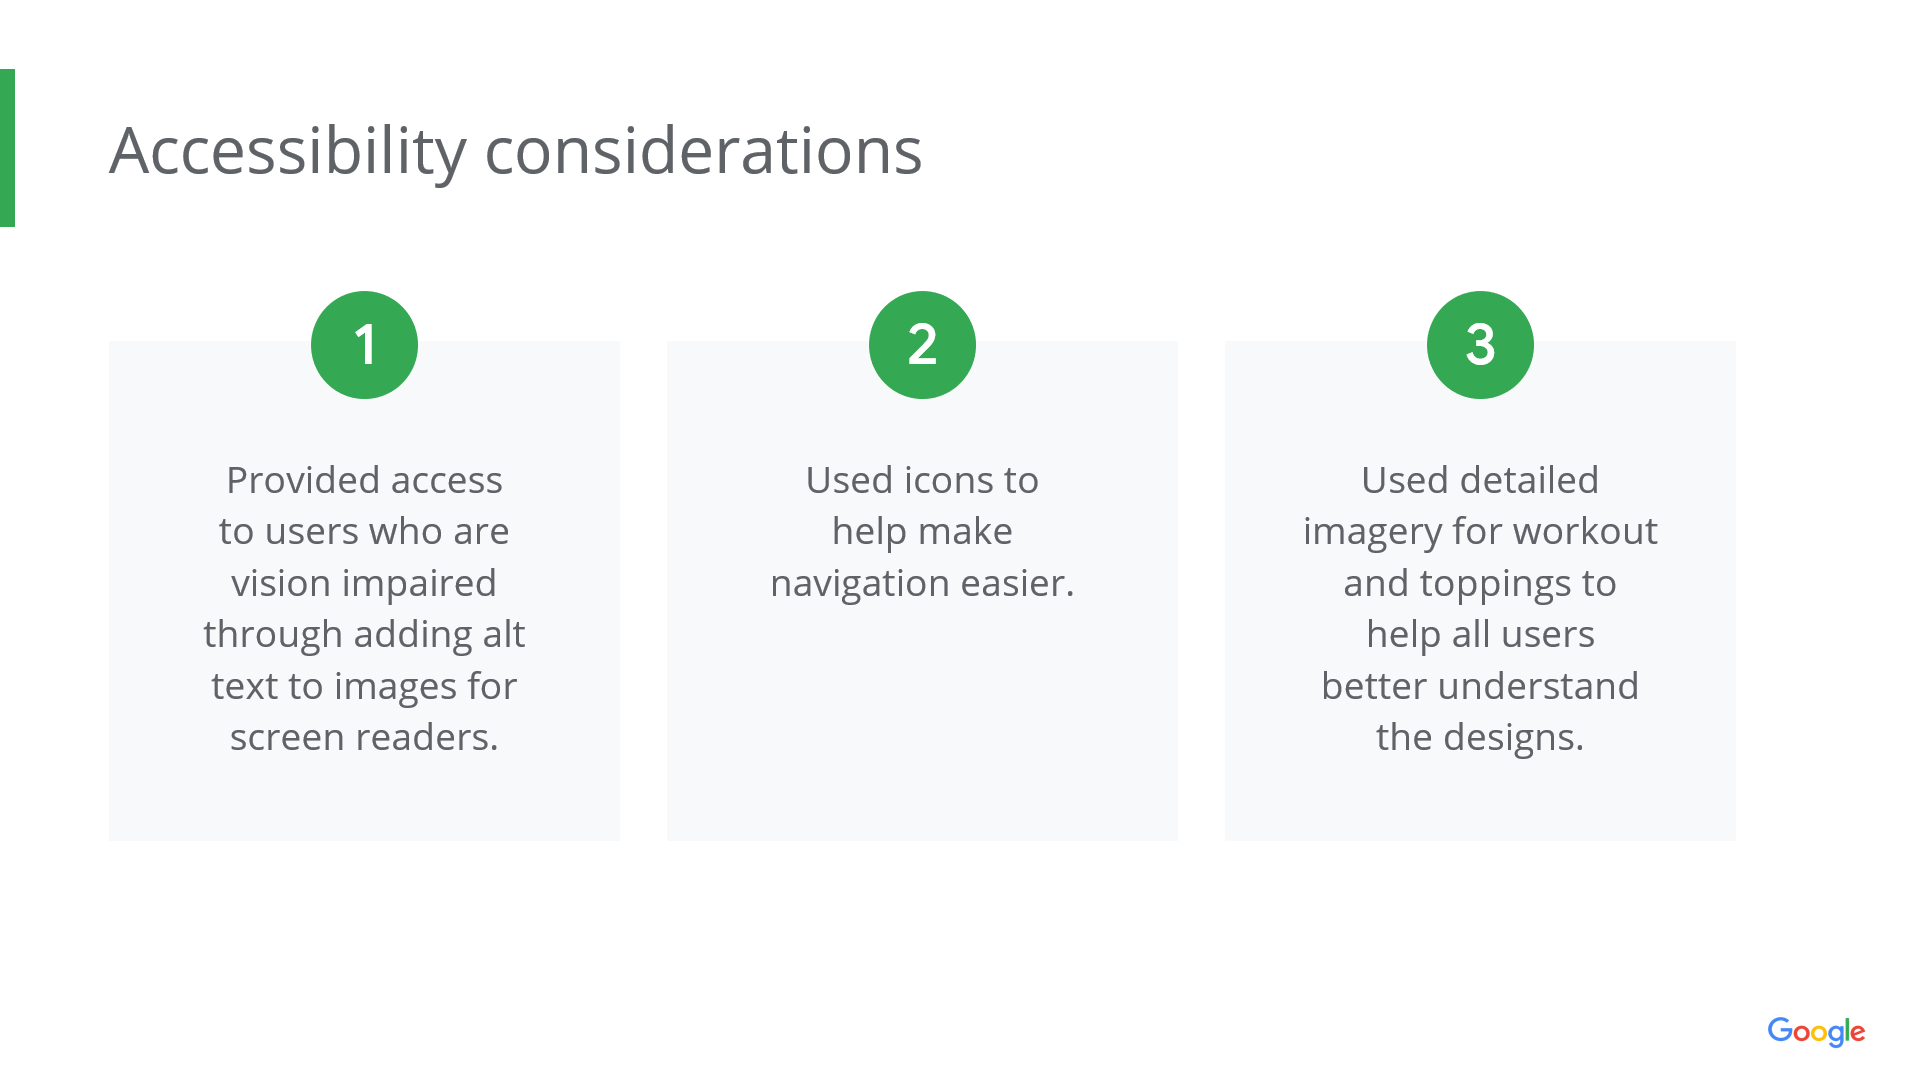 Accessibility considerations
1
Provided access
to users who are
vision impaired
through adding alt
text to images for
screen readers.
2
Used icons to
help make
navigation easier.
3
Used detailed
imagery for workout
and toppings to
help all users
better understand
the designs.
Google